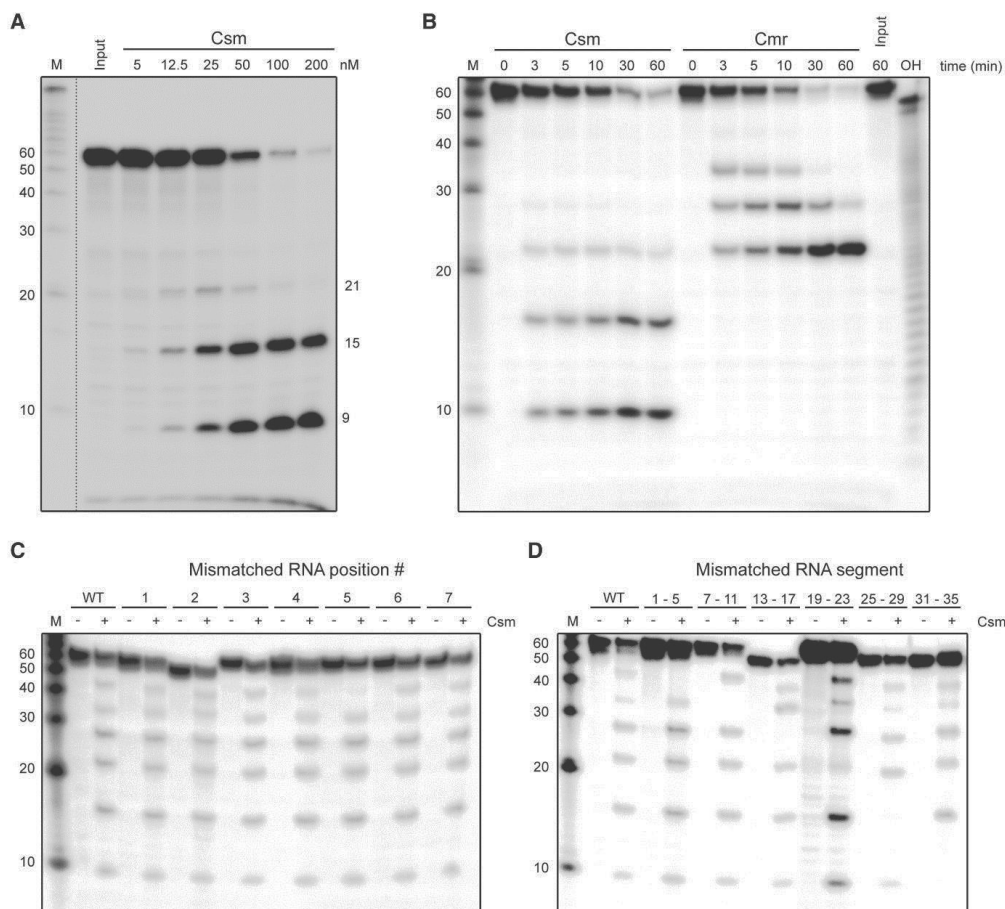 A
Csm
Input
M 5 12.5 25 50 100 200 nM
60
50
40
30
20
10
21
15
9
B
Csm Cmr
Input
M 0 3 5 10 30 60 0 3 5 10 30 60 60 OH time (min)
60
50
40
30
20
10
C
Mismatched RNA position #
WT 1 2 3 4 5 6 7
M - + - + - + - + - + - + - + - + Csm
60
50
40
30
20
10
D
Mismatched RNA segment
WT 1 - 5 7 - 11 13 - 17 19 - 23 25 - 29 31 - 35
M - + - + - + - + - + - + - + Csm
60
50
40
30
20
10